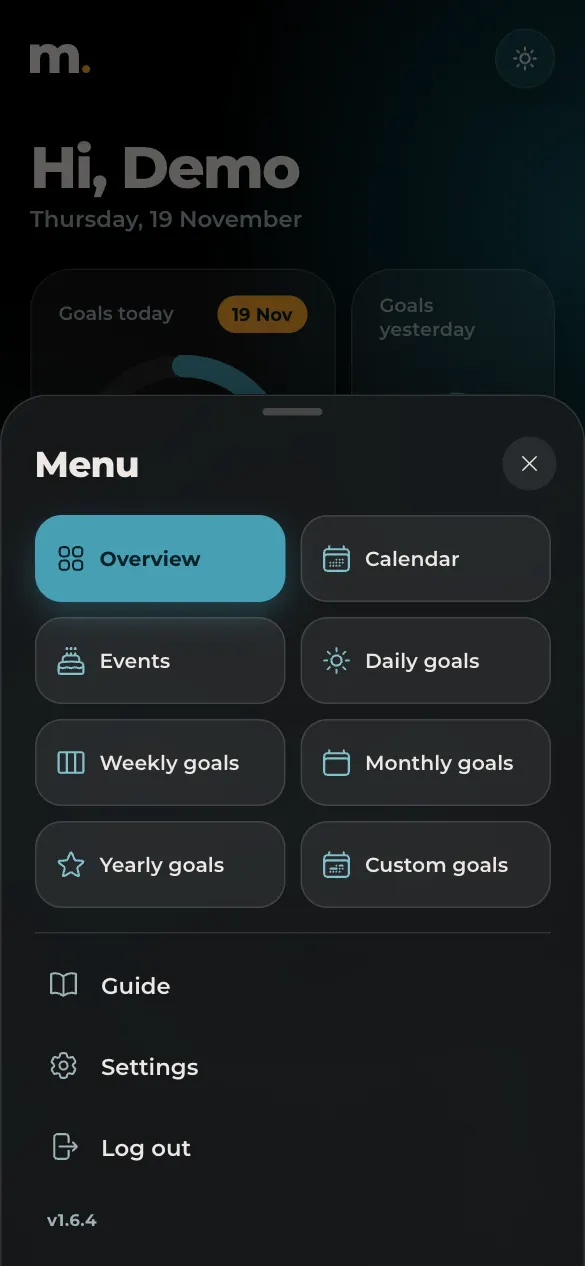 m.
Hi, Demo
Thursday, 19 November
Goals today
19 Nov
Goals
yesterday
Menu
Overview
Calendar
Events
Daily goals
Weekly goals
Monthly goals
Yearly goals
Custom goals
Guide
Settings
Log out
v1.6.4